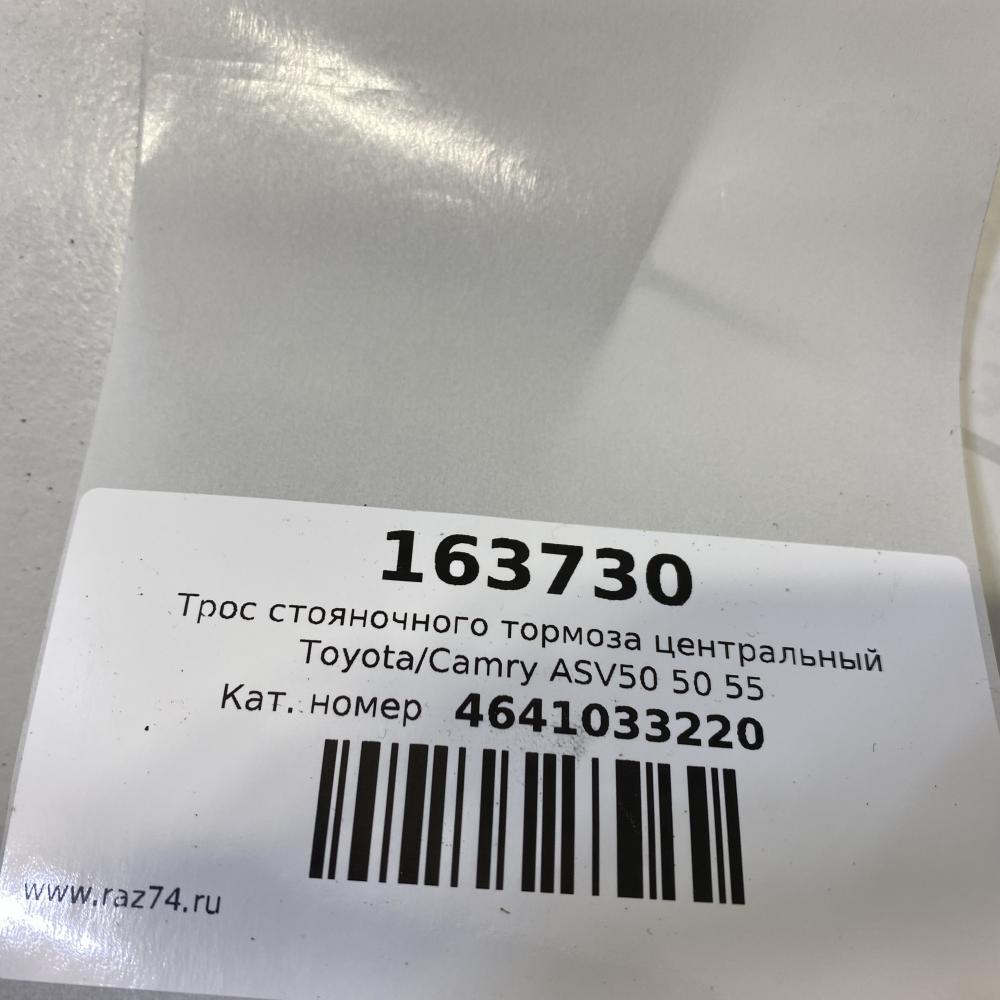 163730
Трос стояночного тормоза центральный
Toyota/Camry ASV50 50 55
Кат. номер 4641033220
www.raz74.ru